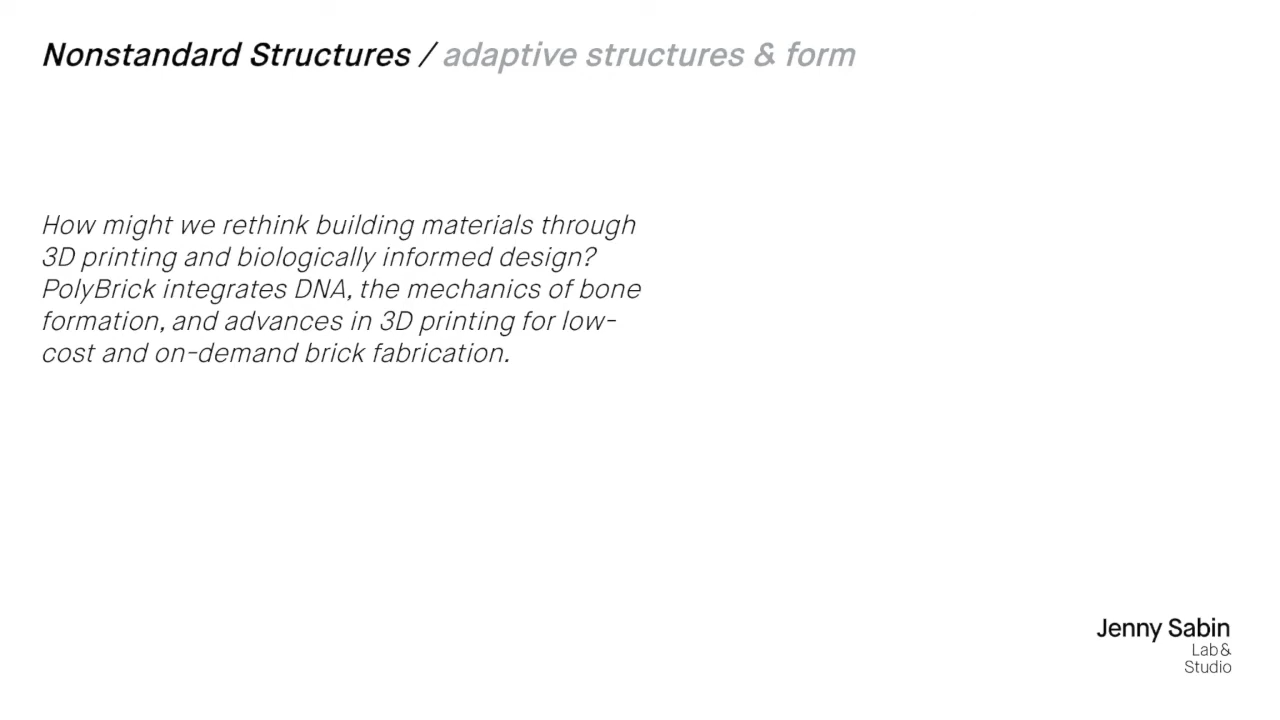 Nonstandard Structures / adaptive structures & form
How might we rethink building materials through
3D printing and biologically informed design?
PolyBrick integrates DNA, the mechanics of bone
formation, and advances in 3D printing for low-
cost and on-demand brick fabrication.
Jenny Sabin
Lab &
Studio